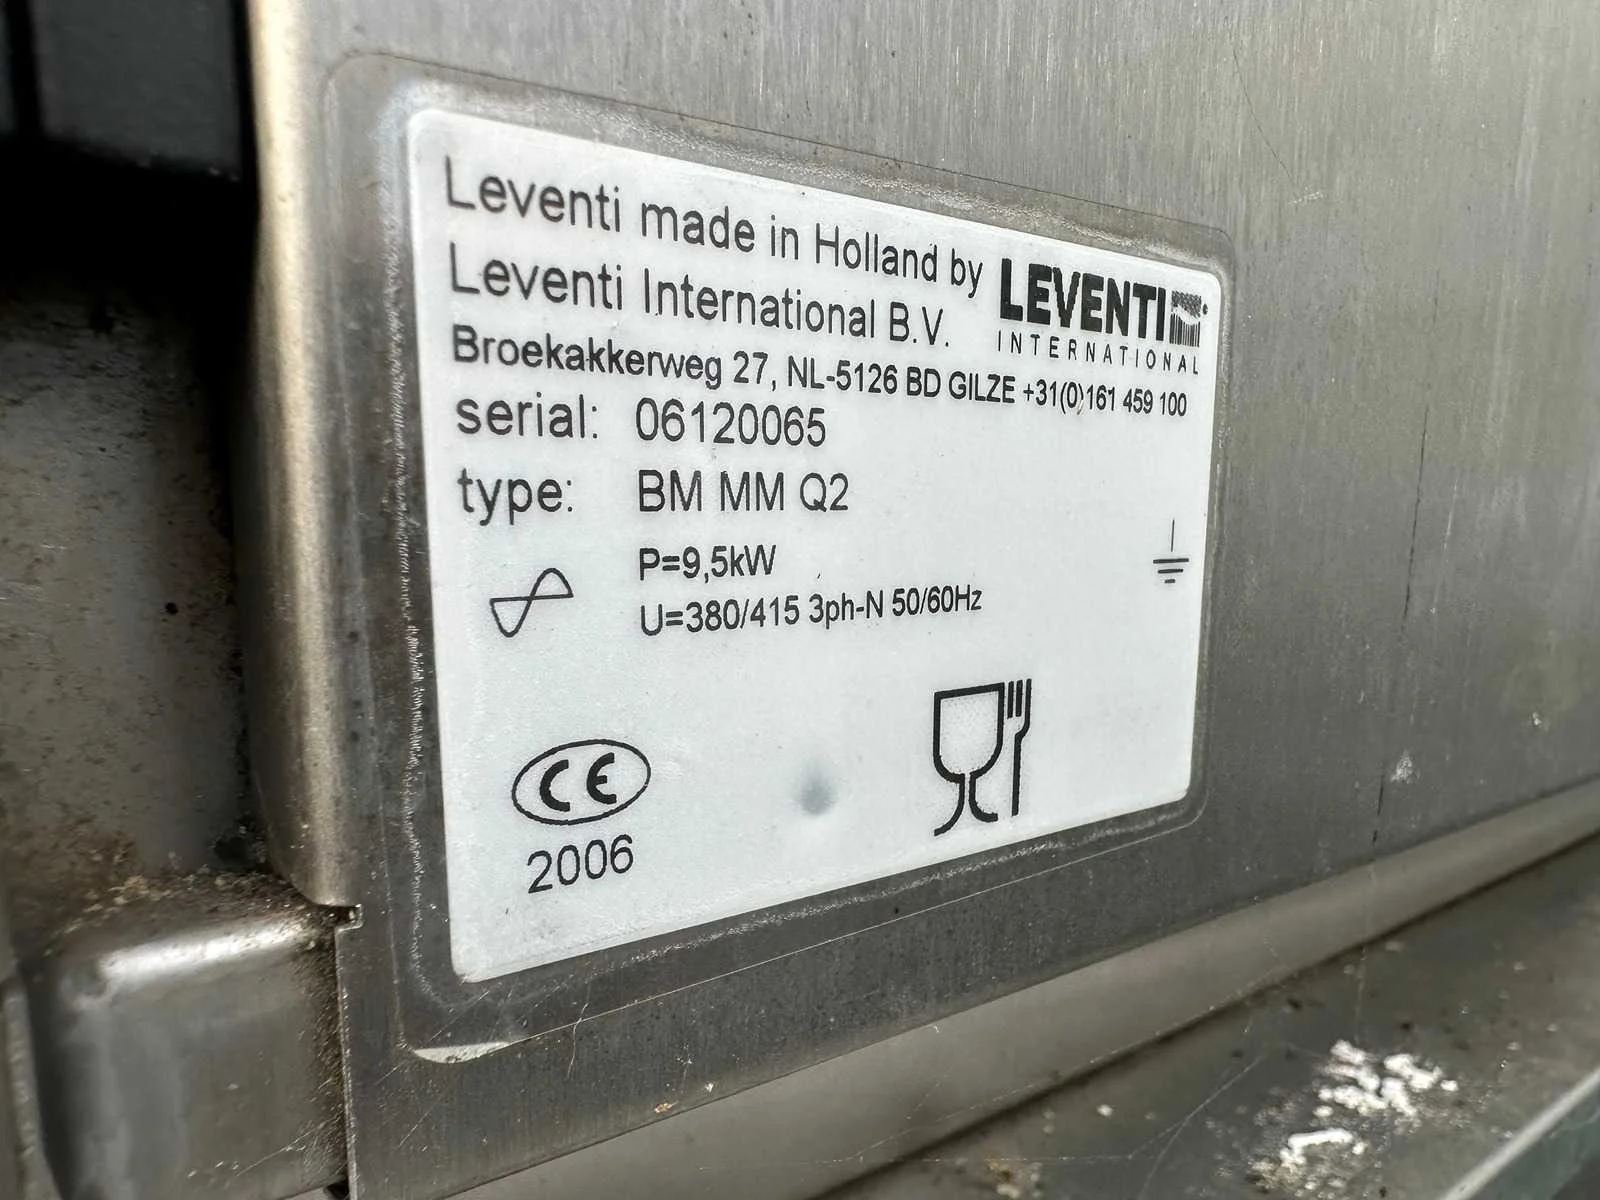 Leventi made in Holland by
Leventi International B.V.
LEVENTI
INTERNATIONAL
Broekakkerweg 27, NL-5126 BD GILZE +31(0)161 459 100
serial: 06120065
type: BM MM Q2
P=9,5kW
U=380/415 3ph-N 50/60Hz
CE
2006